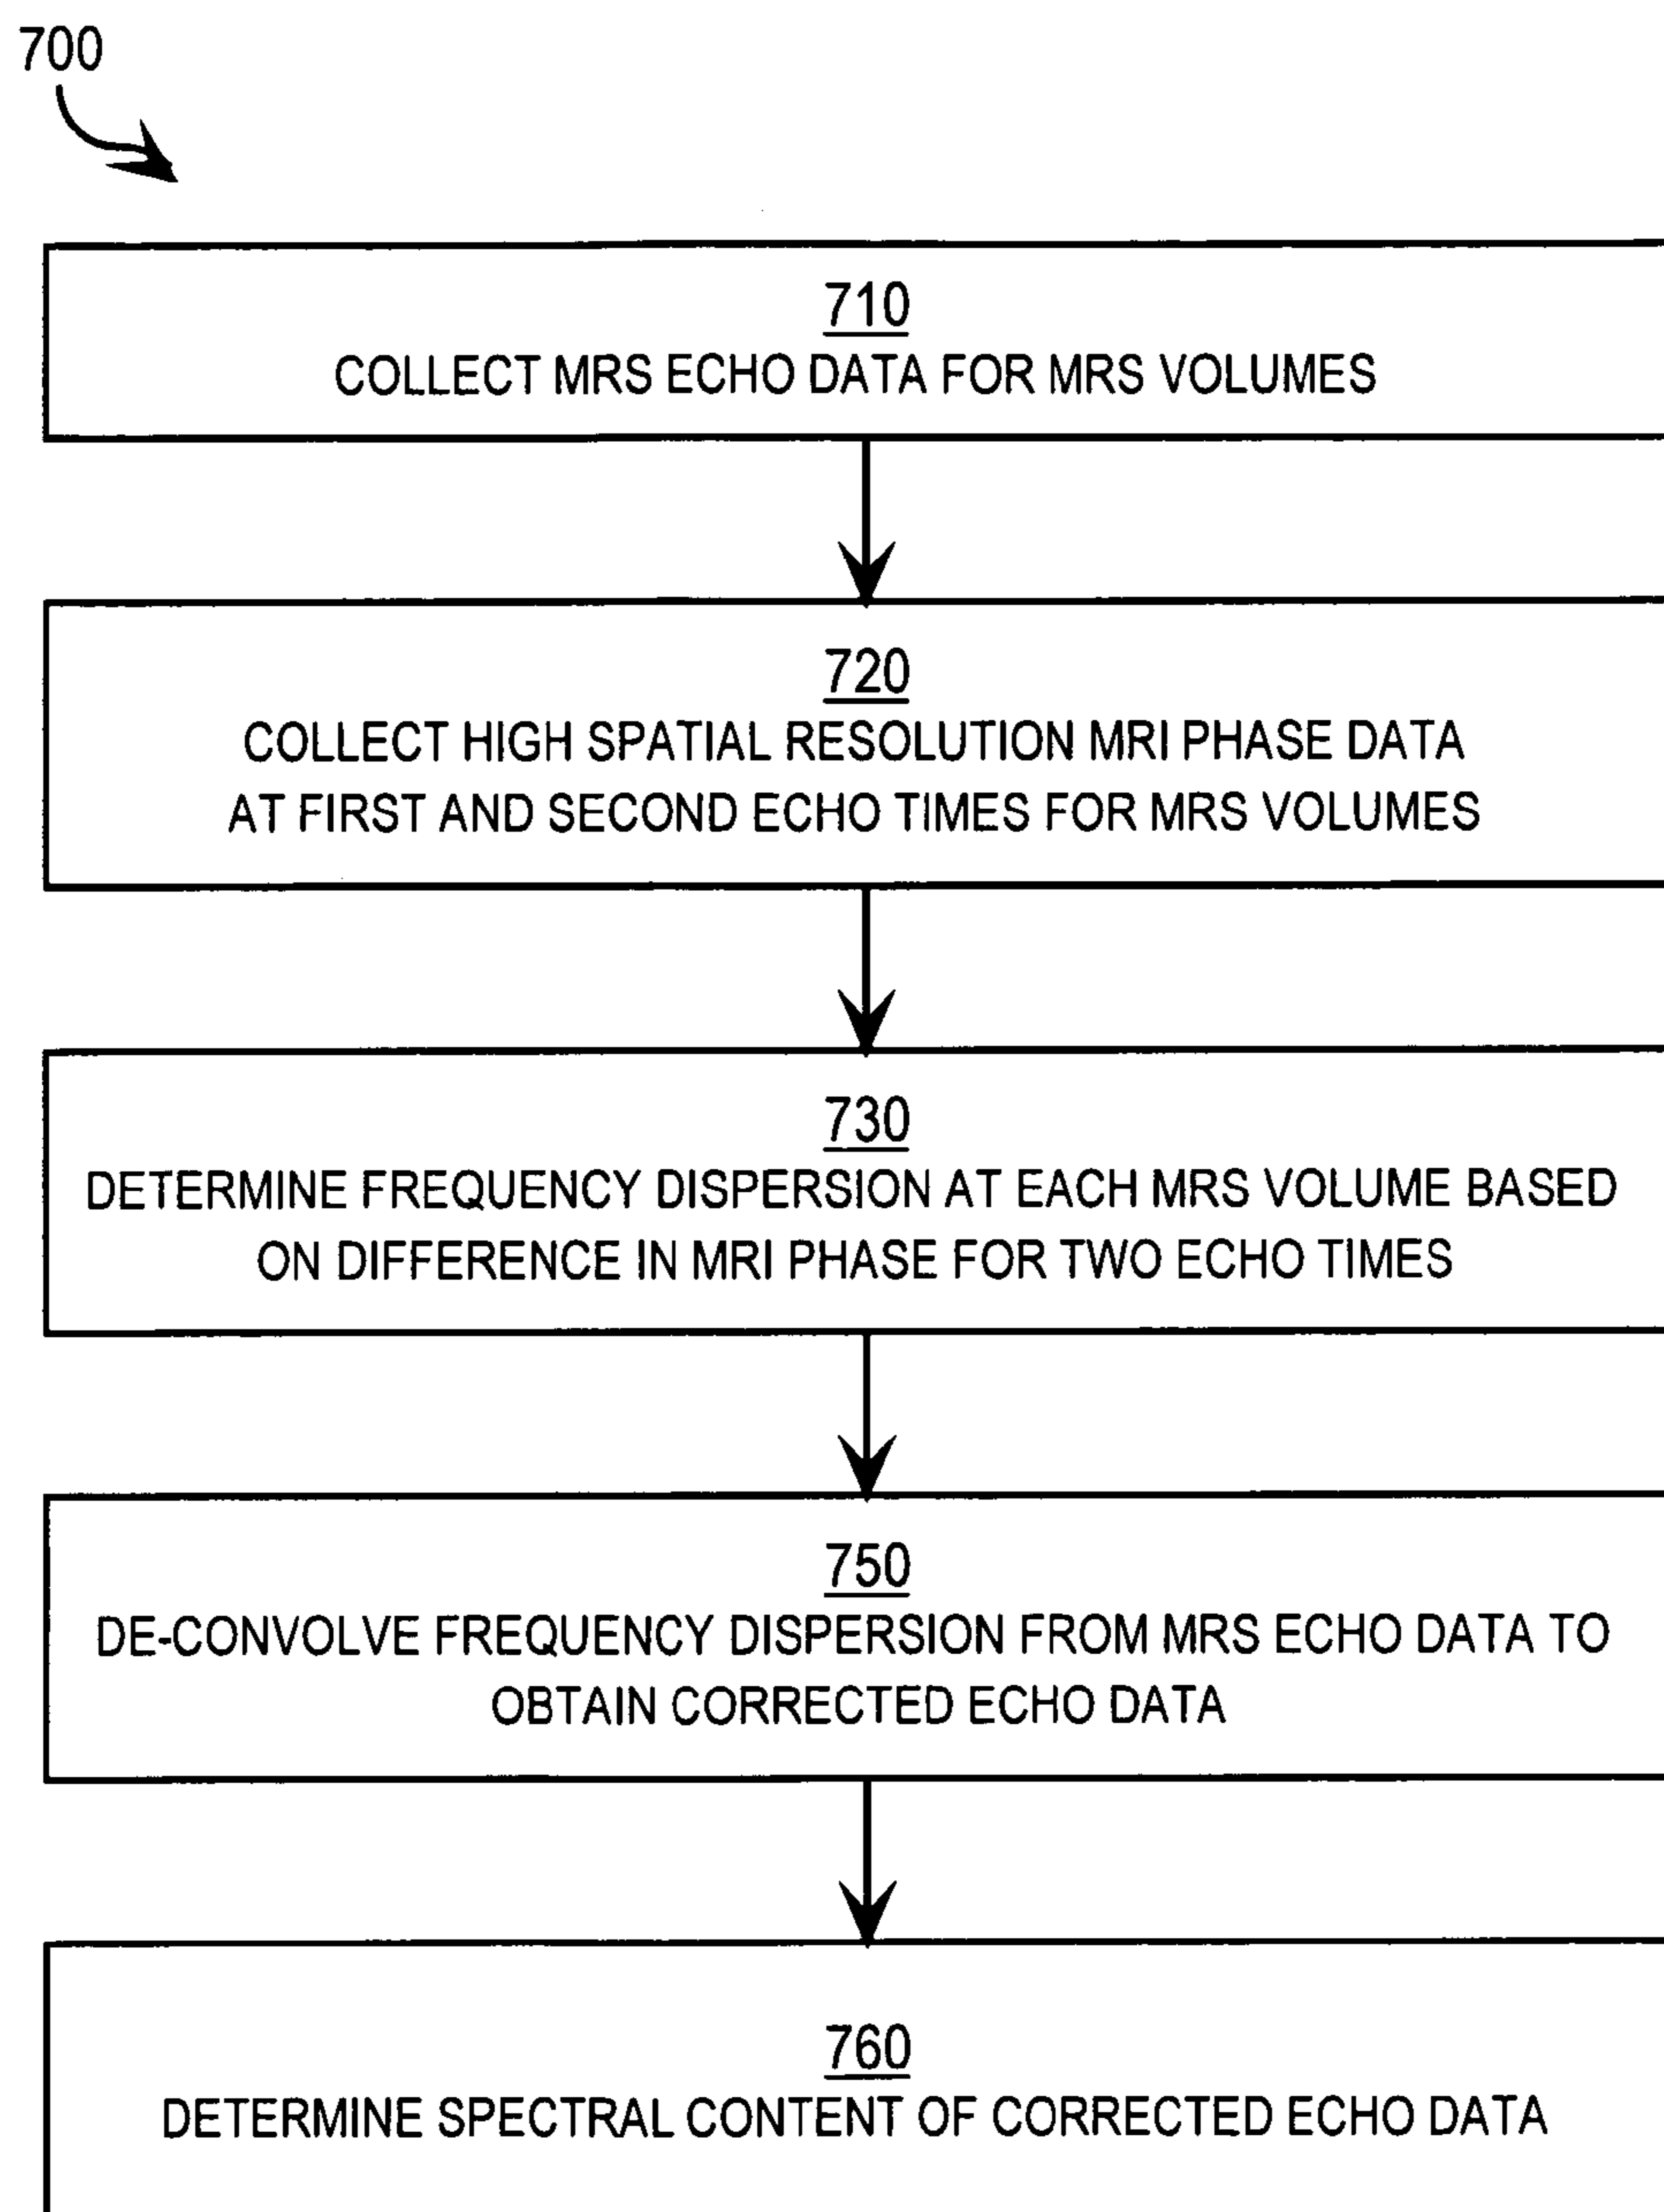 700
710
COLLECT MRS ECHO DATA FOR MRS VOLUMES
720
COLLECT HIGH SPATIAL RESOLUTION MRI PHASE DATA
AT FIRST AND SECOND ECHO TIMES FOR MRS VOLUMES
730
DETERMINE FREQUENCY DISPERSION AT EACH MRS VOLUME BASED
ON DIFFERENCE IN MRI PHASE FOR TWO ECHO TIMES
750
DE-CONVOLVE FREQUENCY DISPERSION FROM MRS ECHO DATA TO
OBTAIN CORRECTED ECHO DATA
760
DETERMINE SPECTRAL CONTENT OF CORRECTED ECHO DATA